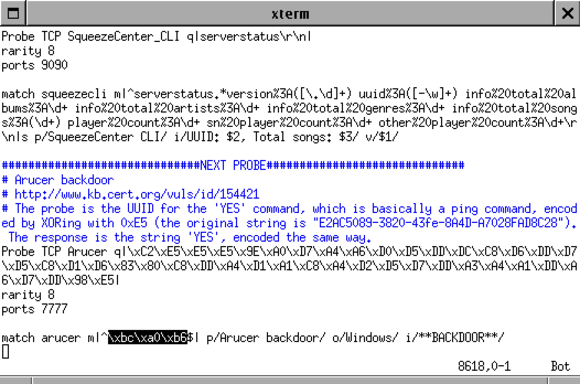 xterm
Probe TCP SqueezeCenter_CLI q|serverstatus\r\n|
rarity 8
ports 9090
match squeezecli m|^serverstatus.*version%3A([\.\d]+) uuid%3A([-\w]+) info%20total%20al
bums%3A\d+ info%20total%20artists%3A\d+ info%20total%20genres%3A\d+ info%20total%20song
s%3A(\d+) player%20count%3A\d+ sn%20player%20count%3A\d+ other%20player%20count%3A\d+\r
\n|s p/SqueezeCenter CLI/ i/UUID: $2, Total songs: $3/ v/$1/
##############################NEXT PROBE##############################
# Arucer backdoor
# http://www.kb.cert.org/vuls/id/154421
# The probe is the UUID for the 'YES' command, which is basically a ping command, encod
ed by XORing with 0xE5 (the original string is "E2AC5089-3820-43fe-8A4D-A7028FAD8C28").
The response is the string 'YES', encoded the same way.
Probe TCP Arucer q|\xC2\xE5\xE5\xE5\x9E\xA0\xD7\xA4\xA6\xD0\xD5\xDD\xDC\xC8\xD6\xDD\xD7
\xD5\xC8\xD1\xD6\x83\x80\xC8\xDD\xA4\xD1\xA1\xC8\xA4\xD2\xD5\xD7\xDD\xA3\xA4\xA1\xDD\xA
6\xD7\xDD\x98\xE5|
rarity 8
ports 7777
match arucer m|^\xbc\xa0\xb6$| p/Arucer backdoor/ o/Windows/ i/**BACKDOOR**/
8618,0-1 Bot